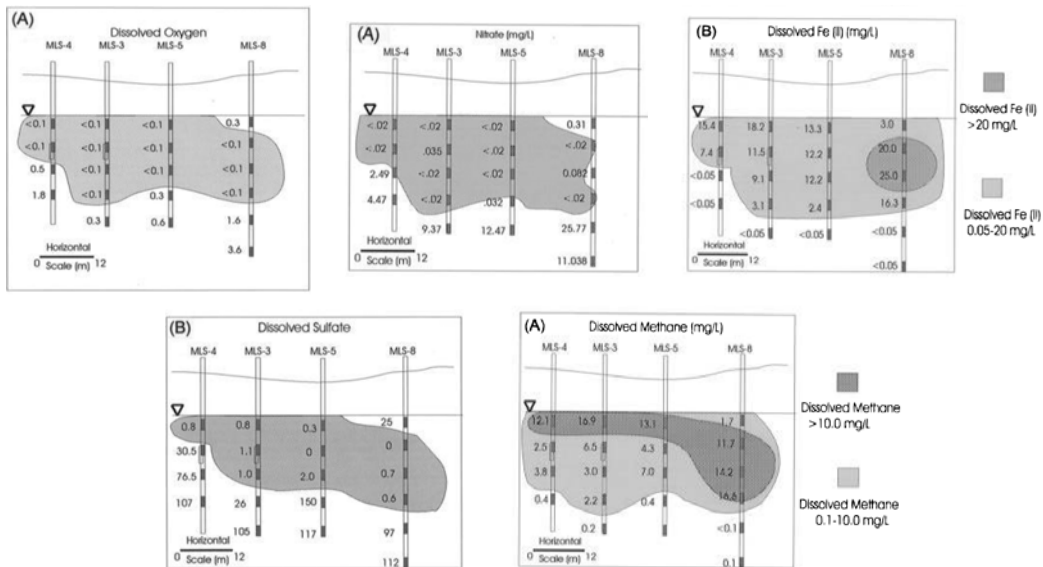 (A)
Dissolved Oxygen
MLS-4 MLS-3 MLS-5 MLS-8
<0.1 <0.1 <0.1 0.3
<0.1 <0.1 <0.1 <0.1
0.5 <0.1 <0.1 <0.1
1.8 <0.1 0.3 <0.1
0.3 0.6 1.6
3.6
Horizontal
0 Scale (m) 12
(A)
Nitrate (mg/L)
MLS-4 MLS-3 MLS-5 MLS-8
<.02 <.02 <.02 0.31
<.02 .035 <.02 <.02
2.49 <.02 <.02 0.082
4.47 <.02 .032 <.02
9.37 12.47 25.77
11.038
Horizontal
0 Scale (m) 12
(B)
Dissolved Fe (II) (mg/L)
MLS-4 MLS-3 MLS-5 MLS-8
15.4 18.2 13.3 3.0
7.4 11.5 12.2 20.0
<0.05 9.1 12.2 25.0
<0.05 3.1 2.4 16.3
<0.05 <0.05 <0.05
<0.05
Horizontal
0 Scale (m) 12
Dissolved Fe (II)
>20 mg/L
Dissolved Fe (II)
0.05-20 mg/L
(B)
Dissolved Sulfate
MLS-4 MLS-3 MLS-5 MLS-8
0.8 0.8 0.3 25
30.5 1.1 0 0
76.5 1.0 2.0 0.7
107 26 150 0.6
105 117 97
112
Horizontal
0 Scale (m) 12
(A)
Dissolved Methane (mg/L)
MLS-4 MLS-3 MLS-5 MLS-8
12.1 16.9 13.1 1.7
2.5 6.5 4.3 11.7
3.8 3.0 7.0 14.2
0.4 2.2 0.4 16.6
0.2 <0.1
0.1
Horizontal
0 Scale (m) 12
Dissolved Methane
>10.0 mg/L
Dissolved Methane
0.1-10.0 mg/L